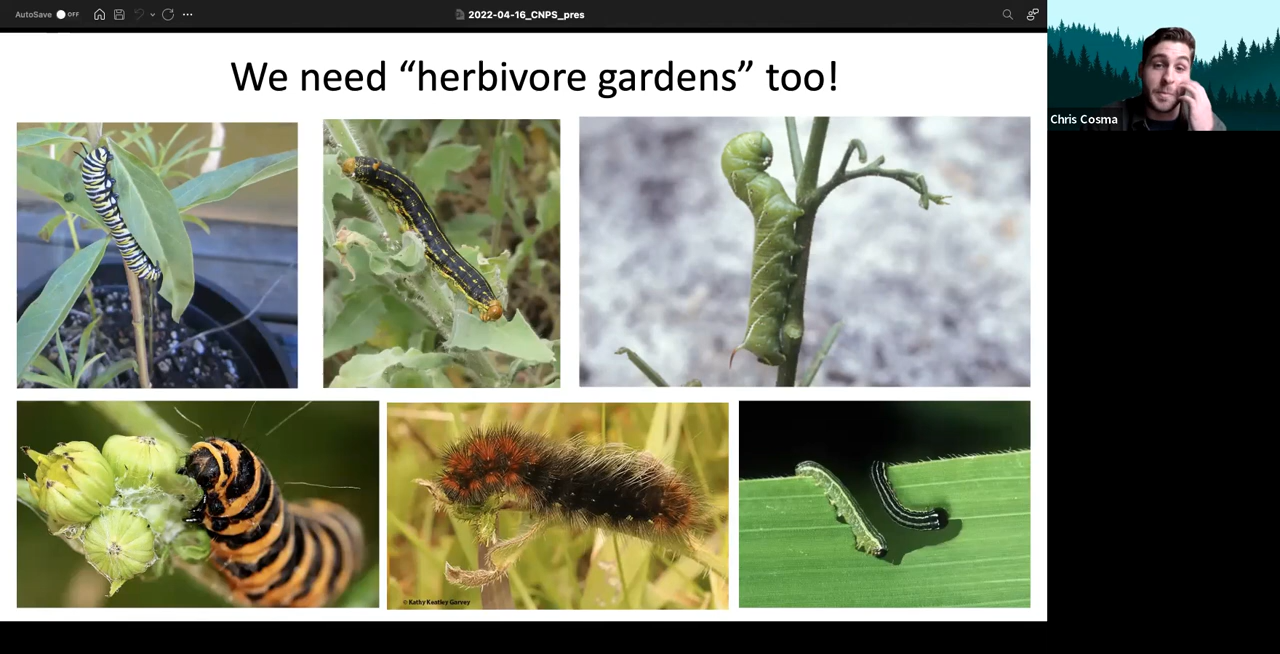 AutoSave OFF
2022-04-16_CNPS_pres
We need “herbivore gardens” too!
Chris Cosma
© Kathy Keatley Garvey